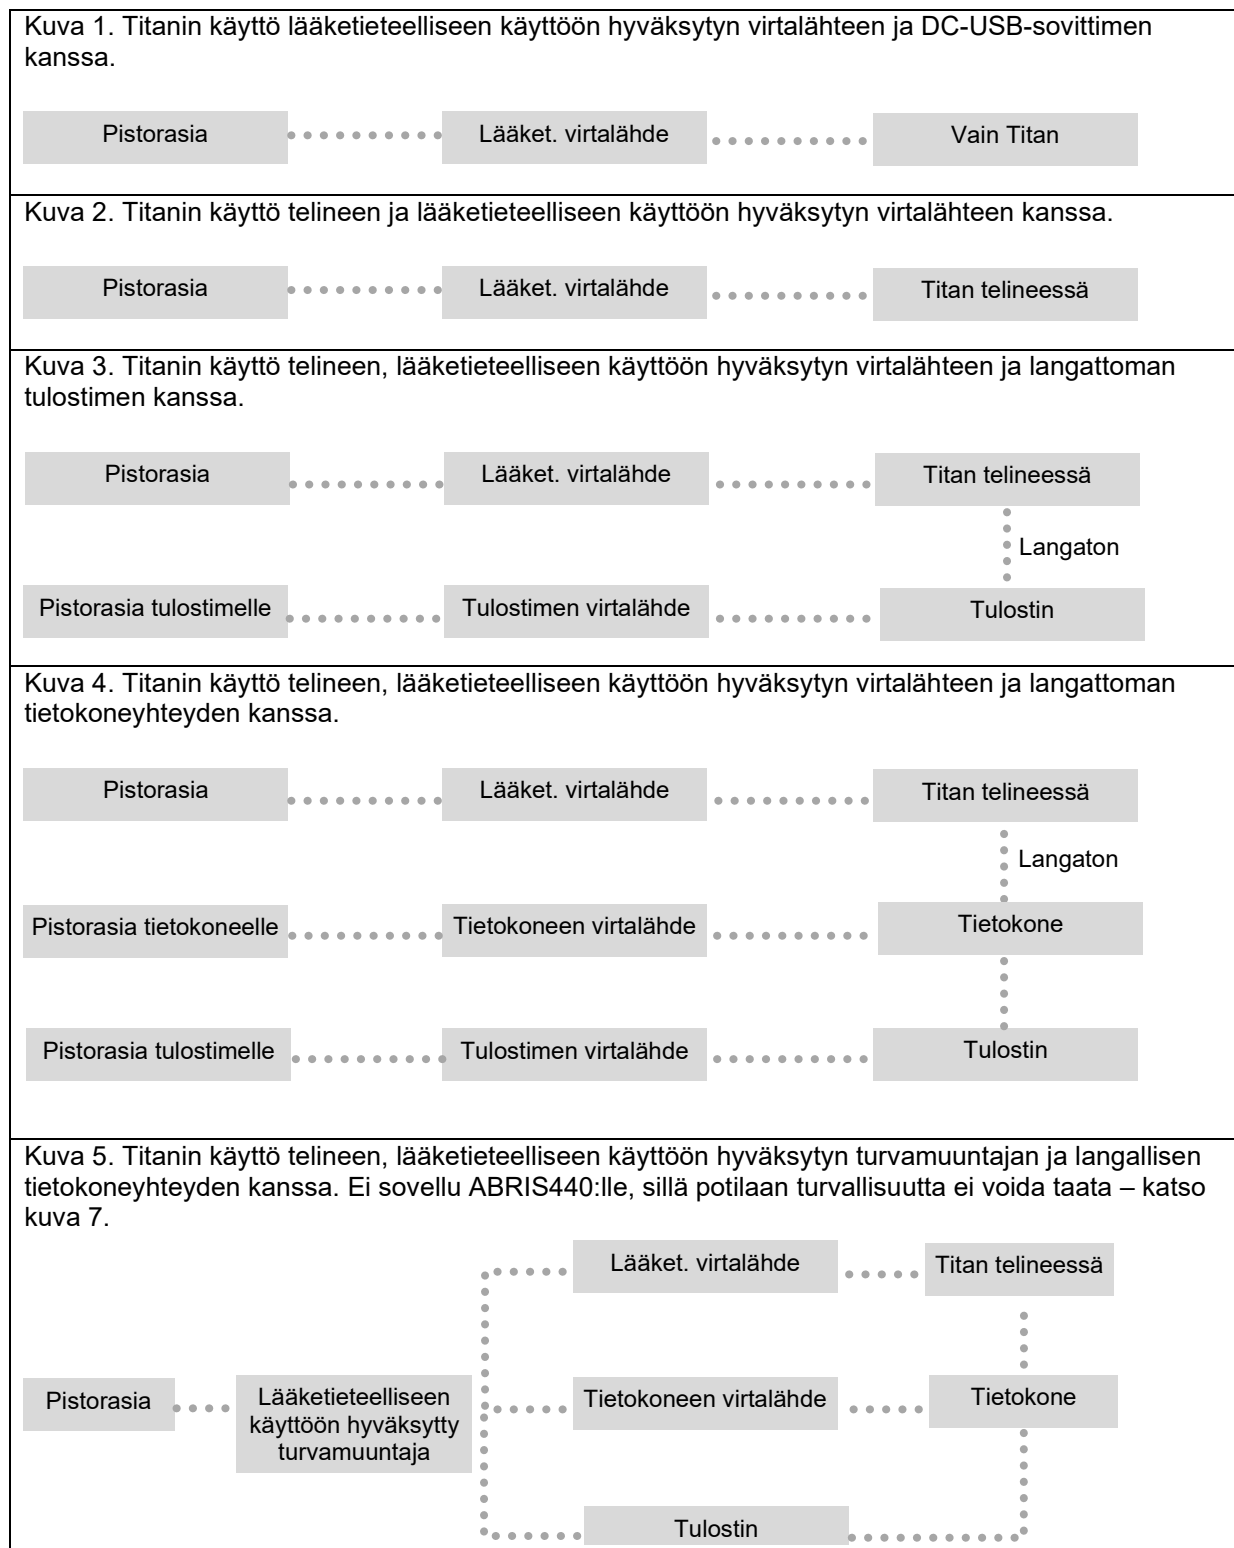 Kuva 1. Titanin käyttö lääketieteelliseen käyttöön hyväksytyn virtalähteen ja DC-USB-sovittimen
kanssa.
Pistorasia
Lääket. virtalähde
Vain Titan
Kuva 2. Titanin käyttö telineen ja lääketieteelliseen käyttöön hyväksytyn virtalähteen kanssa.
Pistorasia
Lääket. virtalähde
Titan telineessä
Kuva 3. Titanin käyttö telineen, lääketieteelliseen käyttöön hyväksytyn virtalähteen ja langattoman
tulostimen kanssa.
Pistorasia
Lääket. virtalähde
Titan telineessä
Langaton
Pistorasia tulostimelle
Tulostimen virtalähde
Tulostin
Kuva 4. Titanin käyttö telineen, lääketieteelliseen käyttöön hyväksytyn virtalähteen ja langattoman
tietokoneyhteyden kanssa.
Pistorasia
Lääket. virtalähde
Titan telineessä
Langaton
Pistorasia tietokoneelle
Tietokoneen virtalähde
Tietokone
Pistorasia tulostimelle
Tulostimen virtalähde
Tulostin
Kuva 5. Titanin käyttö telineen, lääketieteelliseen käyttöön hyväksytyn turvamuuntajan ja langallisen
tietokoneyhteyden kanssa. Ei sovellu ABRIS440:lle, sillä potilaan turvallisuutta ei voida taata – katso
kuva 7.
Lääket. virtalähde
Titan telineessä
Pistorasia
Lääketieteelliseen
käyttöön hyväksytty
turvamuuntaja
Tietokoneen virtalähde
Tietokone
Tulostin